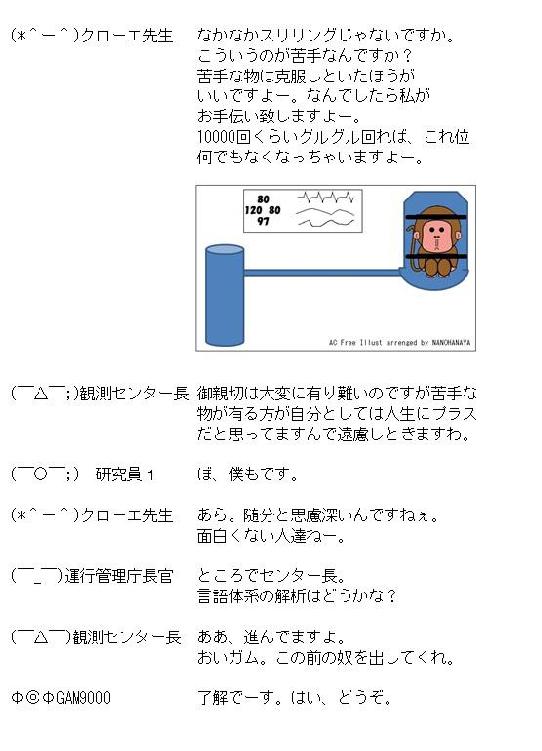 (*＾ー＾)クローエ先生 なかなかスリリングじゃないですか。
こういうのが苦手なんですか？
苦手な物は克服しといたほうが
いいですよー。なんでしたら私が
お手伝い致しますよー。
10000回くらいグルグル回れば、これ位
何でもなくなっちゃいますよー。
80
120 80
97
AC Free Illust arranged by NANOHANAYA
(￣△￣;)観測センター長 御親切は大変に有り難いのですが苦手な
物が有る方が自分としては人生にプラス
だと思ってますんで遠慮しときますわ。
(￣○￣;) 研究員１ ぼ、僕もです。
(*＾ー＾)クローエ先生 あら。随分と思慮深いんですねぇ。
面白くない人達ねー。
(￣_￣)運行管理庁長官 ところでセンター長。
言語体系の解析はどうかな？
(￣△￣)観測センター長 ああ、進んでますよ。
おいガム。この前の奴を出してくれ。
Φ◎ΦGAM9000 了解でーす。はい、どうぞ。